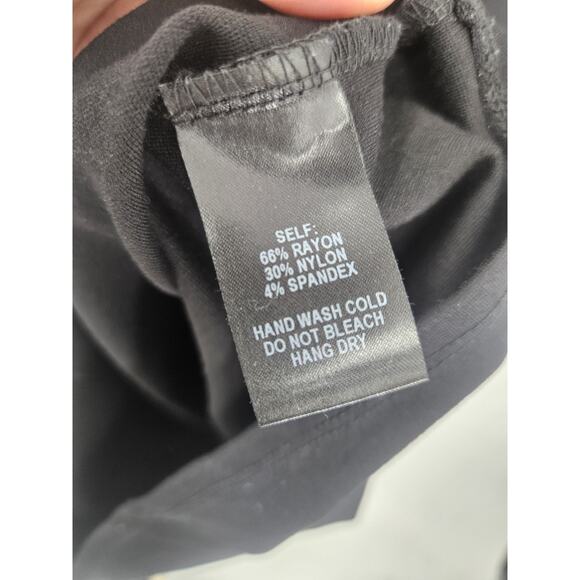 SELF:
66% RAYON
30% NYLON
4% SPANDEX
HAND WASH COLD
DO NOT BLEACH
HANG DRY